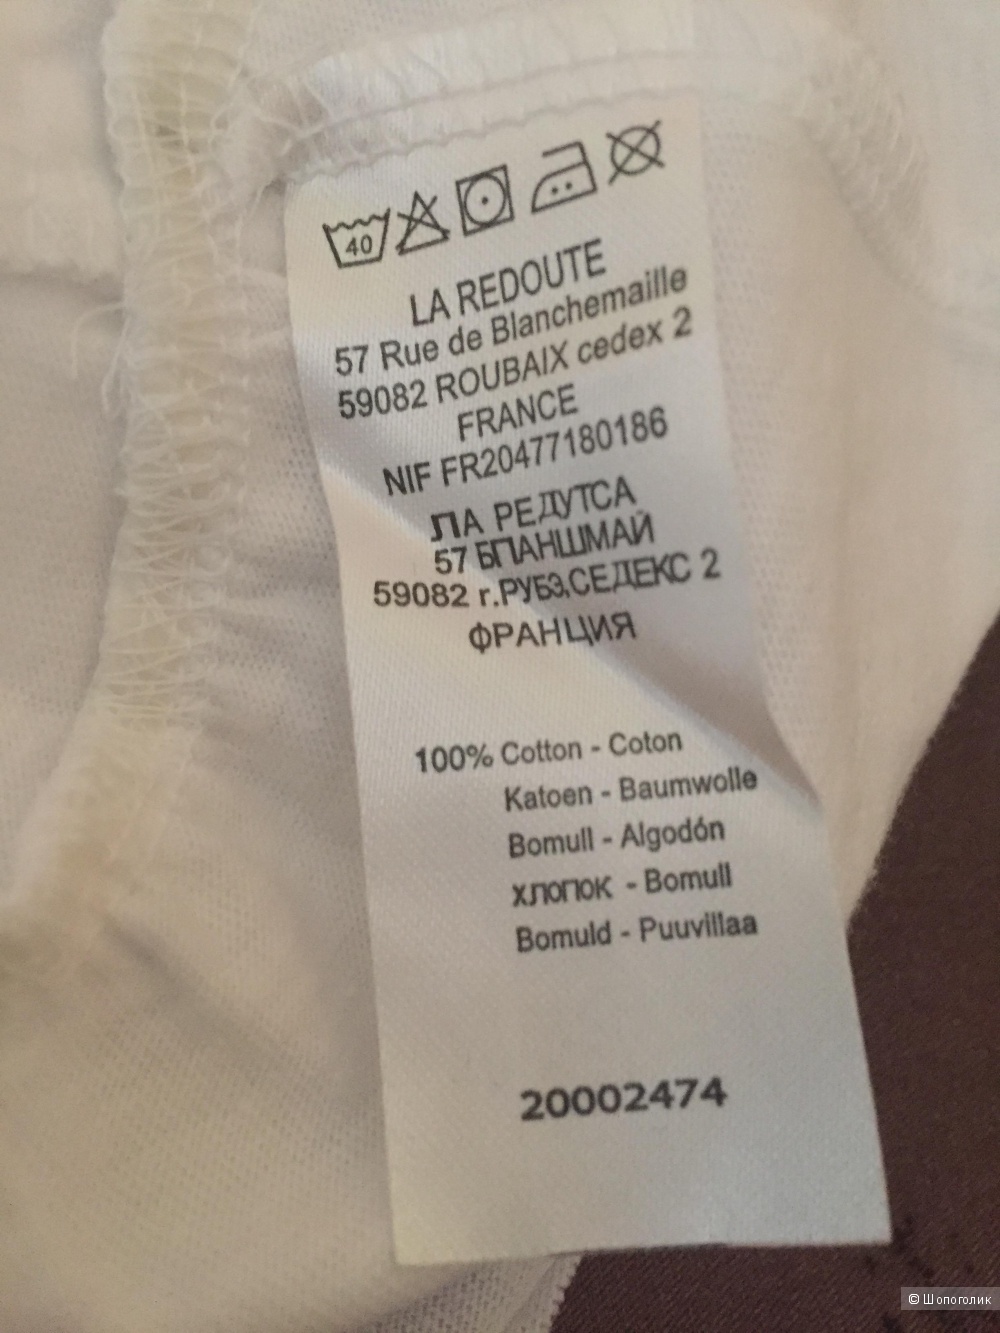 40
LA REDOUTE
57 Rue de Blanchemaille
59082 ROUBAIX cedex 2
FRANCE
NIF FR20477180186
ЛА РЕДУТСА
57 БПАНШМАЙ
59082 г.РУБЭ,СЕДЕКС 2
ФРАНЦИЯ
100% Cotton - Coton
Katoen - Baumwolle
Bomull - Algodón
хлопок - Bomull
Bomuld - Puuvillaa
20002474
© Шопоголик